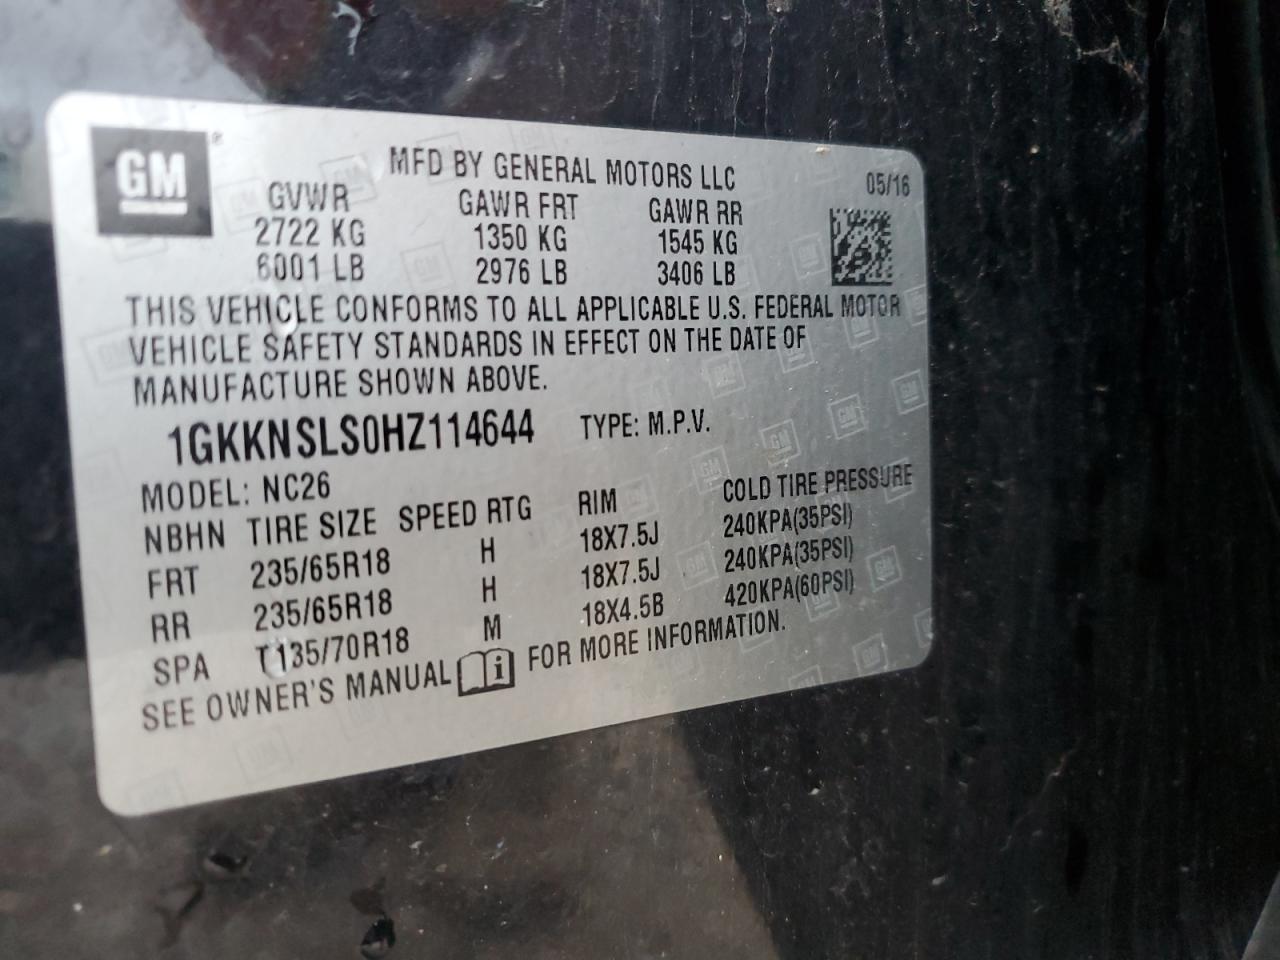 GM®
MFD BY GENERAL MOTORS LLC
05/16
GVWR GAWR FRT GAWR RR
2722 KG 1350 KG 1545 KG
6001 LB 2976 LB 3406 LB
THIS VEHICLE CONFORMS TO ALL APPLICABLE U.S. FEDERAL MOTOR
VEHICLE SAFETY STANDARDS IN EFFECT ON THE DATE OF
MANUFACTURE SHOWN ABOVE.
1GKKNSLS0HZ114644 TYPE: M.P.V.
MODEL: NC26
NBHN TIRE SIZE SPEED RTG RIM COLD TIRE PRESSURE
FRT 235/65R18 H 18X7.5J 240KPA(35PSI)
RR 235/65R18 H 18X7.5J 240KPA(35PSI)
SPA T135/70R18 M 18X4.5B 420KPA(60PSI)
SEE OWNER'S MANUAL i FOR MORE INFORMATION.